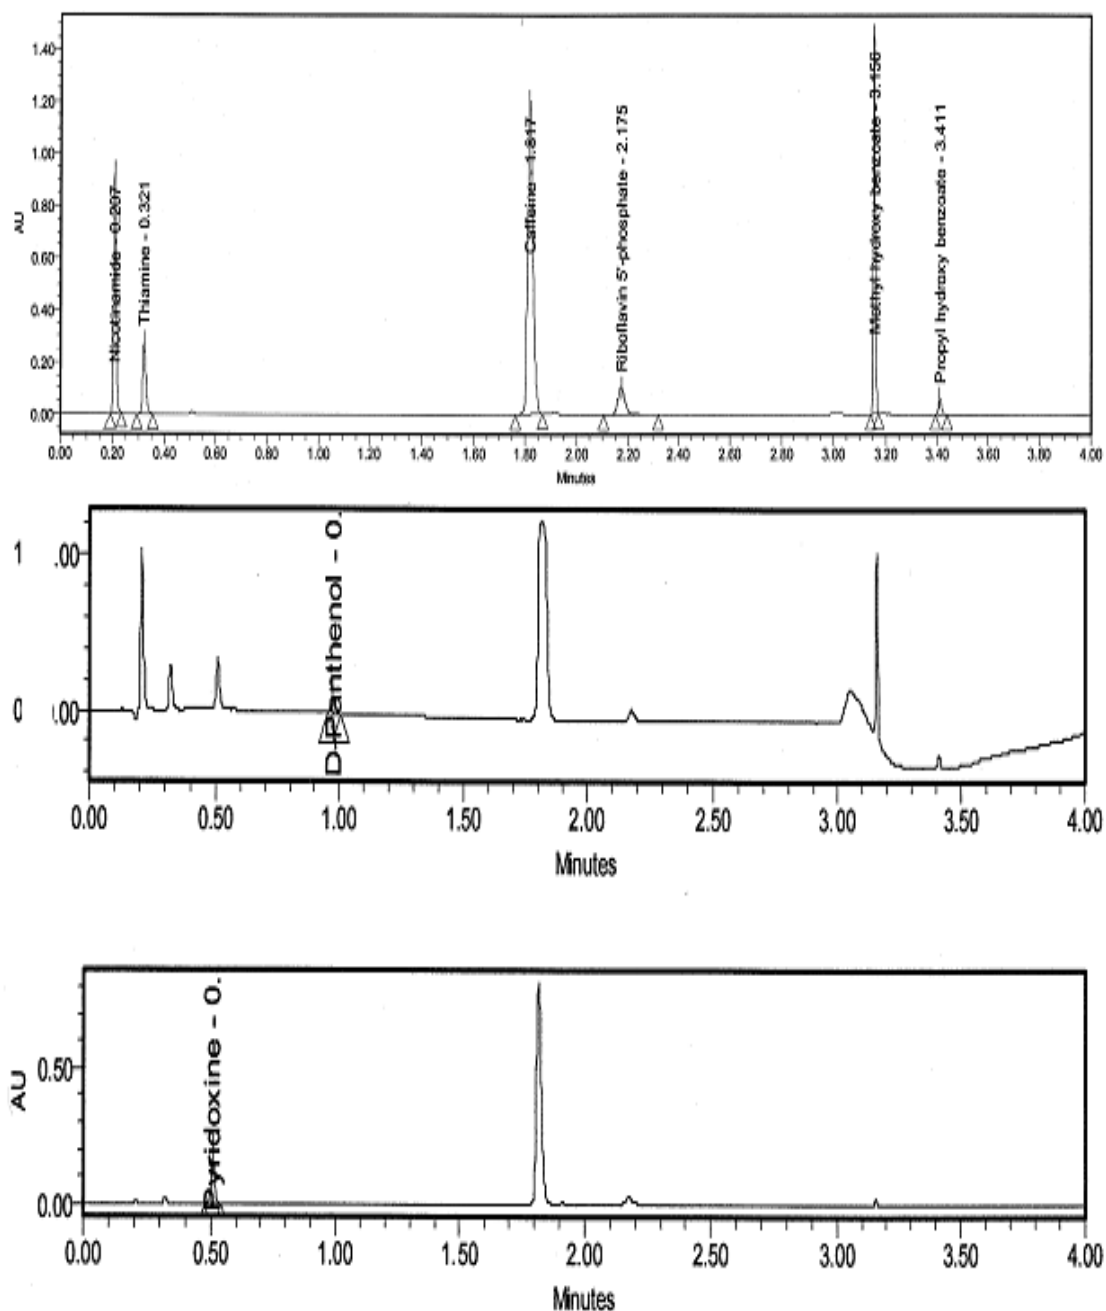 1.40
1.20
1.00
0.80
0.60
0.40
0.20
0.00
AU
Nicotinamide - 0.207
Thiamine - 0.321
Caffeine - 1.817
Riboflavin 5'-phosphate - 2.175
Methyl hydroxy benzoate - 3.156
Propyl hydroxy benzoate - 3.411
0.00 0.20 0.40 0.60 0.80 1.00 1.20 1.40 1.60 1.80 2.00 2.20 2.40 2.60 2.80 3.00 3.20 3.40 3.60 3.80 4.00
Minutes
1.00
0.00
D Panthenol - 0.
0.00 0.50 1.00 1.50 2.00 2.50 3.00 3.50 4.00
Minutes
AU
0.50
0.00
Pyridoxine - 0.
0.00 0.50 1.00 1.50 2.00 2.50 3.00 3.50 4.00
Minutes